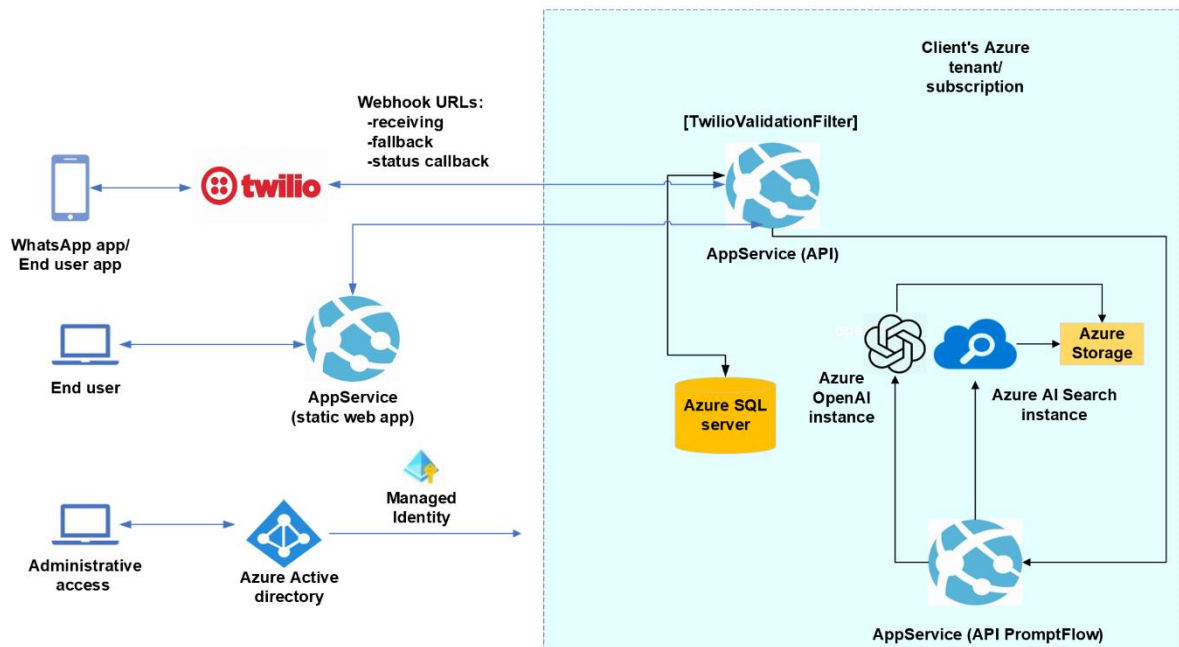 Client's Azure
tenant/
subscription
Webhook URLs:
-receiving
-fallback
-status callback
[TwilioValidationFilter]
twilio
WhatsApp app/
End user app
AppService (API)
End user
AppService
(static web app)
Azure SQL
server
Azure
OpenAI
instance
Azure AI Search
instance
Azure
Storage
Managed
Identity
Administrative
access
Azure Active
directory
AppService (API PromptFlow)